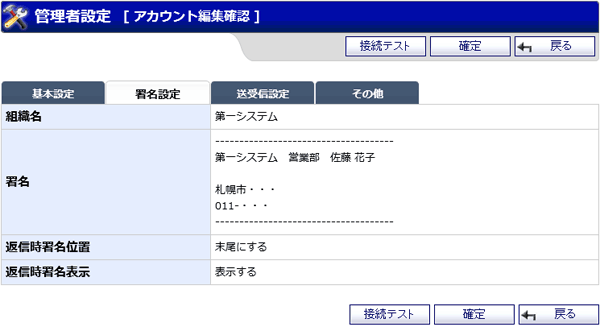 管理者設定 [ アカウント編集確認 ]
接続テスト 確定 戻る
基本設定 署名設定 送受信設定 その他
組織名 第一システム
署名
-------------------------------------
第一システム 営業部 佐藤 花子
札幌市・・・
011-・・・
-------------------------------------
返信時署名位置 末尾にする
返信時署名表示 表示する
接続テスト 確定 戻る